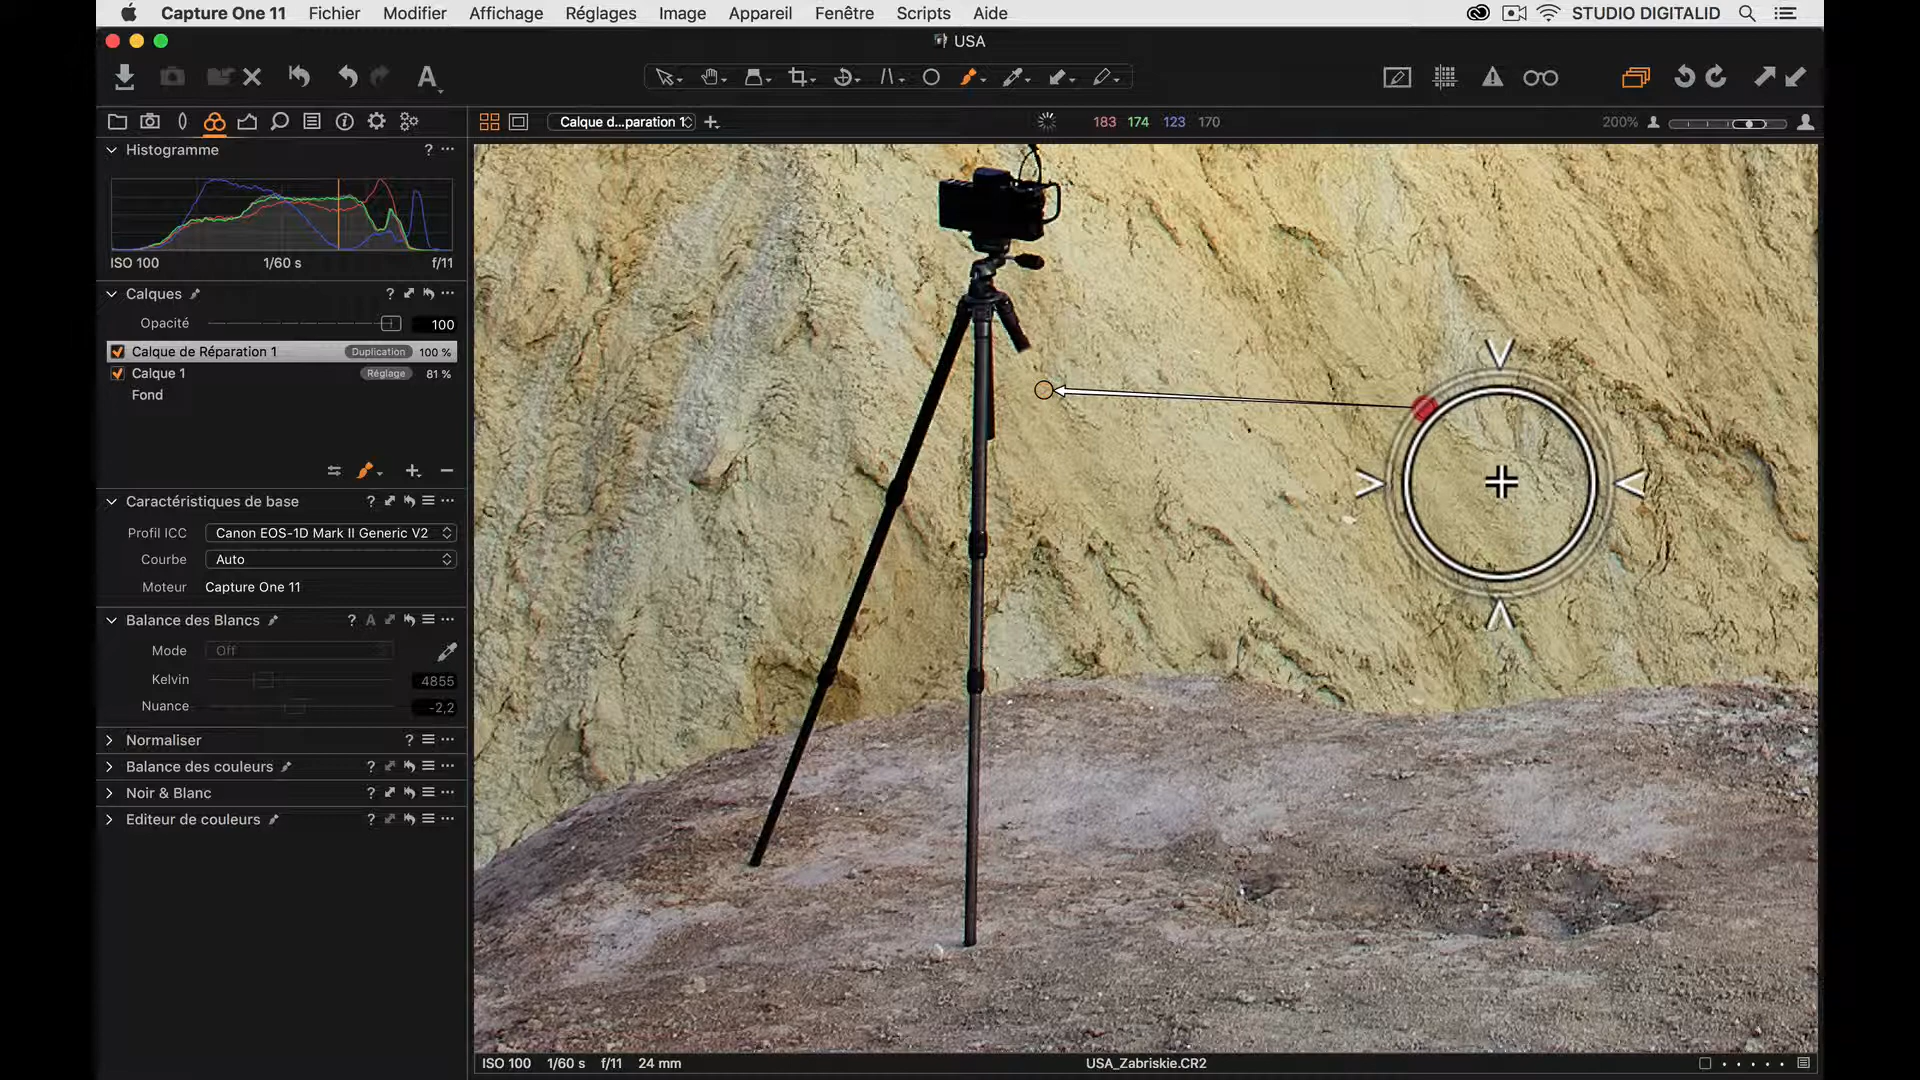 Capture One 11 Fichier Modifier Affichage Réglages Image Appareil Fenêtre Scripts Aide STUDIO DIGITALID
USA
A
Calque d...paration 1 183 174 123 170 200%
Histogramme ?
ISO 100 1/60 s f/11
Calques ?
Opacité 100
Calque de Réparation 1 Duplication 100 %
Calque 1 Réglage 81 %
Fond
Caractéristiques de base ?
Profil ICC Canon EOS-1D Mark II Generic V2
Courbe Auto
Moteur Capture One 11
Balance des Blancs ? A
Mode Off
Kelvin 4855
Nuance -2,2
Normaliser ?
Balance des couleurs ?
Noir & Blanc ?
Editeur de couleurs ?
ISO 100 1/60 s f/11 24 mm USA_Zabriskie.CR2